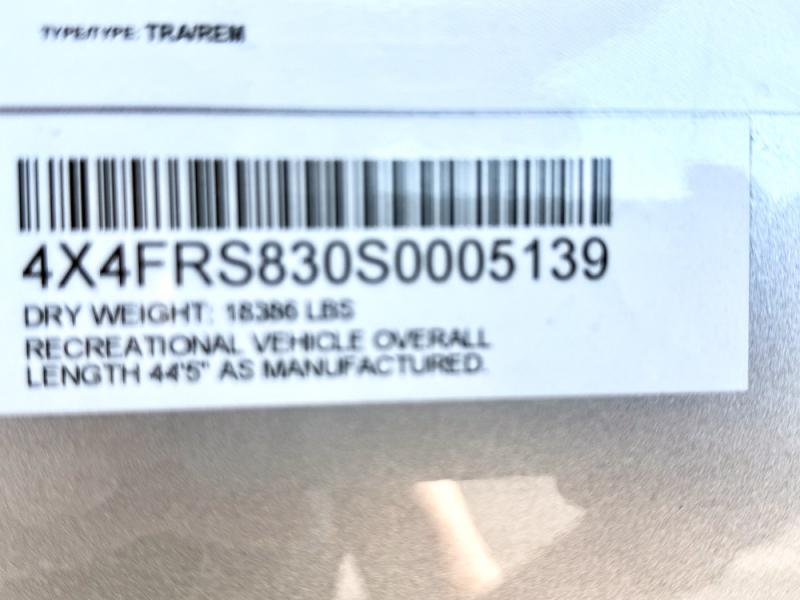 TYPE/TYPE: TRA/REM
4X4FRS830S0005139
DRY WEIGHT: 18386 LBS
RECREATIONAL VEHICLE OVERALL
LENGTH 44'5" AS MANUFACTURED.